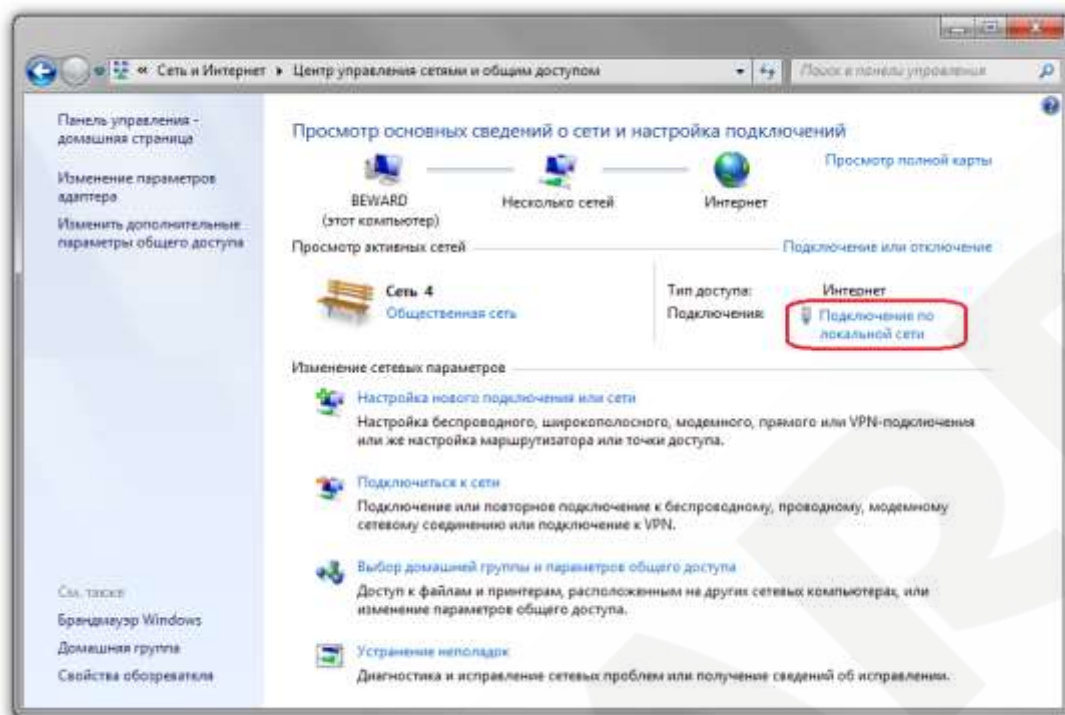 « Сеть и Интернет ▸ Центр управления сетями и общим доступом
Поиск в панели управления
Панель управления -
домашняя страница
Изменение параметров
адаптера
Изменить дополнительные
параметры общего доступа
См. также
Брандмауэр Windows
Домашняя группа
Свойства обозревателя
Просмотр основных сведений о сети и настройка подключений
Просмотр полной карты
BEWARD
(этот компьютер)
Несколько сетей
Интернет
Просмотр активных сетей
Подключение или отключение
Сеть 4
Общественная сеть
Тип доступа: Интернет
Подключения: Подключение по
локальной сети
Изменение сетевых параметров
Настройка нового подключения или сети
Настройка беспроводного, широкополосного, модемного, прямого или VPN-подключения
или же настройка маршрутизатора или точки доступа.
Подключиться к сети
Подключение или повторное подключение к беспроводному, проводному, модемному
сетевому соединению или подключение к VPN.
Выбор домашней группы и параметров общего доступа
Доступ к файлам и принтерам, расположенным на других сетевых компьютерах, или
изменение параметров общего доступа.
Устранение неполадок
Диагностика и исправление сетевых проблем или получение сведений об исправлении.